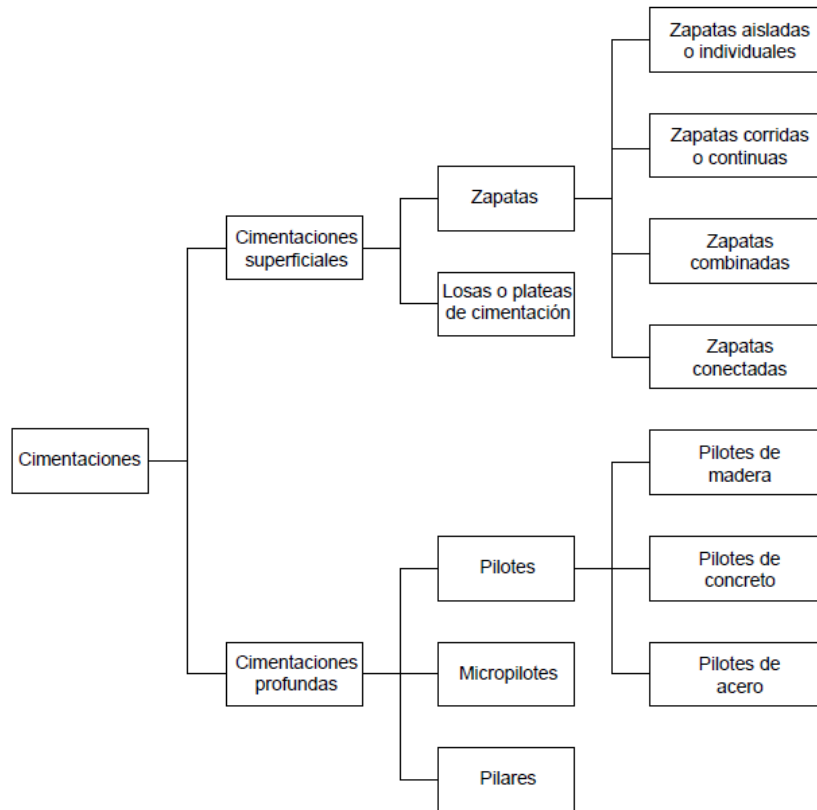 Cimentaciones
Cimentaciones
superficiales
Zapatas
Zapatas aisladas
o individuales
Zapatas corridas
o continuas
Zapatas
combinadas
Zapatas
conectadas
Losas o plateas
de cimentación
Cimentaciones
profundas
Pilotes
Pilotes de
madera
Pilotes de
concreto
Pilotes de
acero
Micropilotes
Pilares